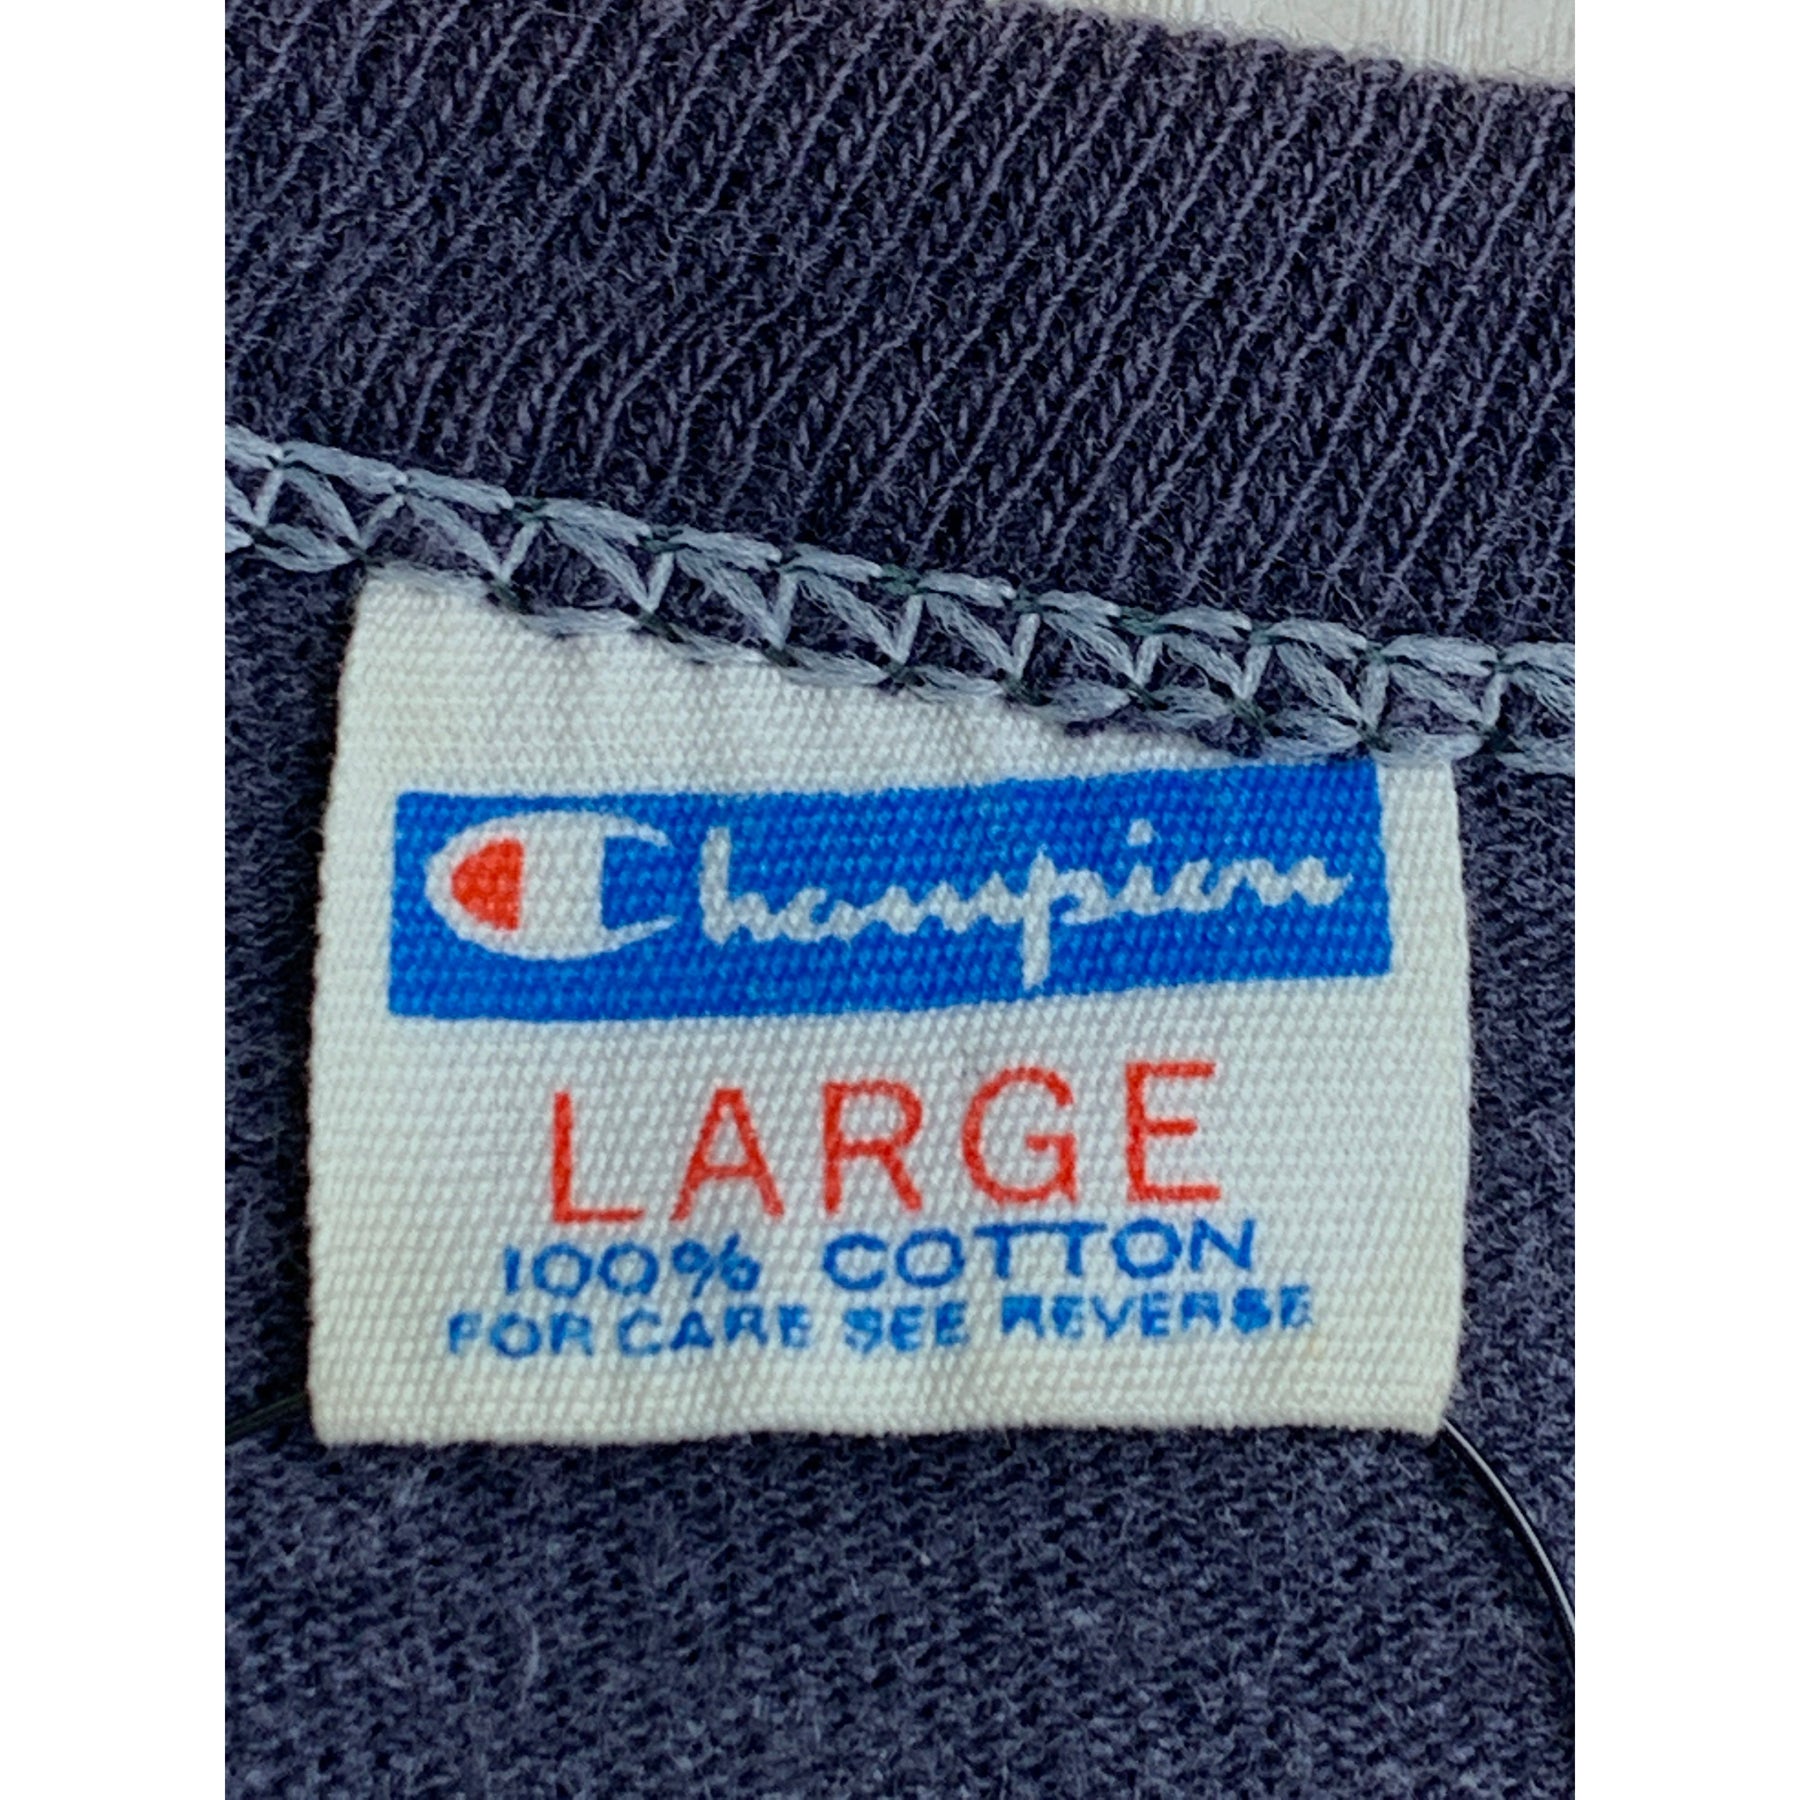 Champion
LARGE
100% COTTON
FOR CARE SEE REVERSE